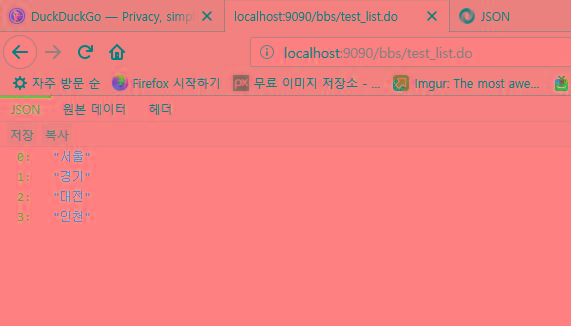 DuckDuckGo — Privacy, simp
localhost:9090/bbs/test_list.do
JSON
localhost:9090/bbs/test_list.do
자주 방문 순
Firefox 시작하기
무료 이미지 저장소 - ...
Imgur: The most awe...
JSON 원본 데이터 헤더
저장 복사
0: "서울"
1: "경기"
2: "대전"
3: "인천"